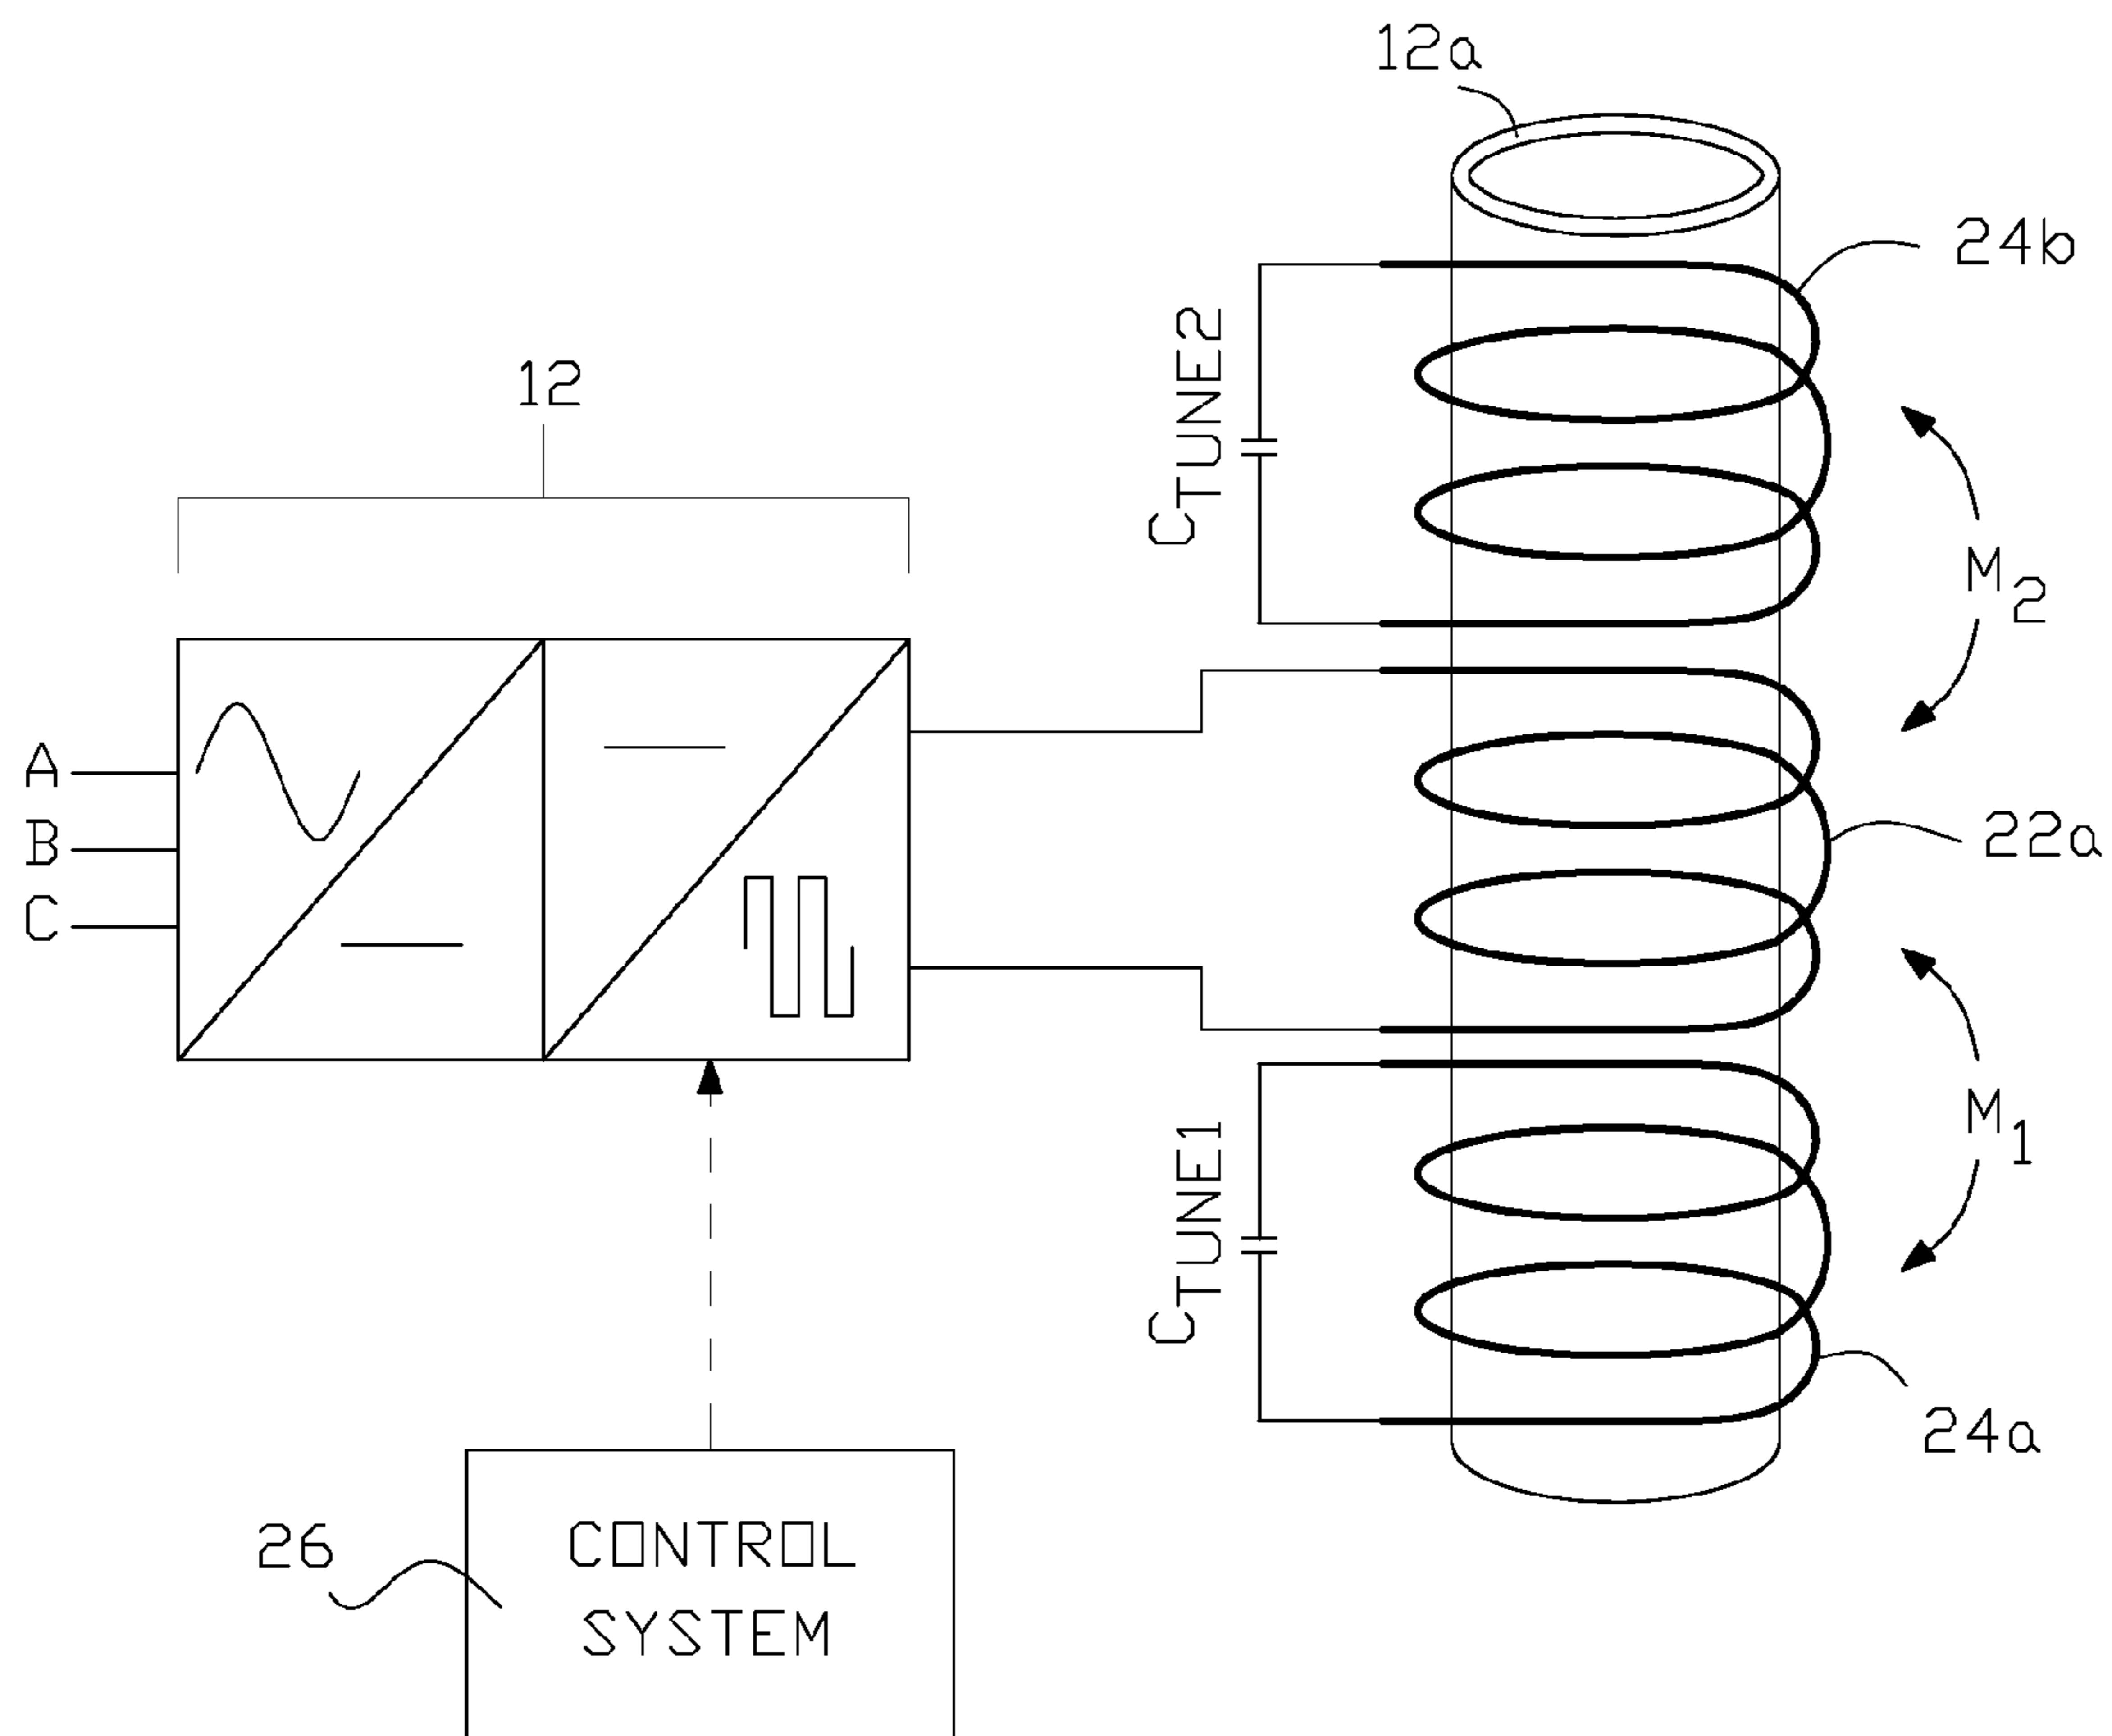 12a
24b
CTUNE2
12
M2
A
B
C
22a
M1
CTUNE1
24a
26
CONTROL
SYSTEM